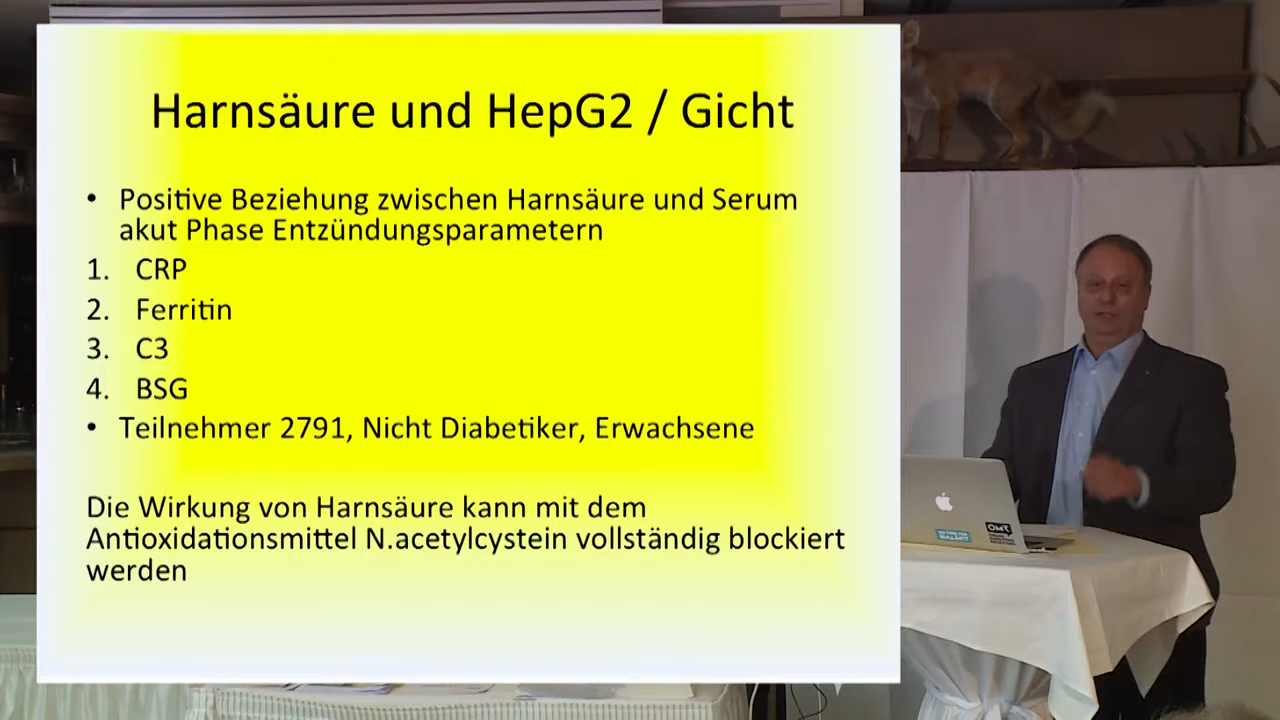 Harnsäure und HepG2 / Gicht
• Positive Beziehung zwischen Harnsäure und Serum
akut Phase Entzündungsparametern
1. CRP
2. Ferritin
3. C3
4. BSG
• Teilnehmer 2791, Nicht Diabetiker, Erwachsene
Die Wirkung von Harnsäure kann mit dem
Antioxidationsmittel N.acetylcystein vollständig blockiert
werden
OMR